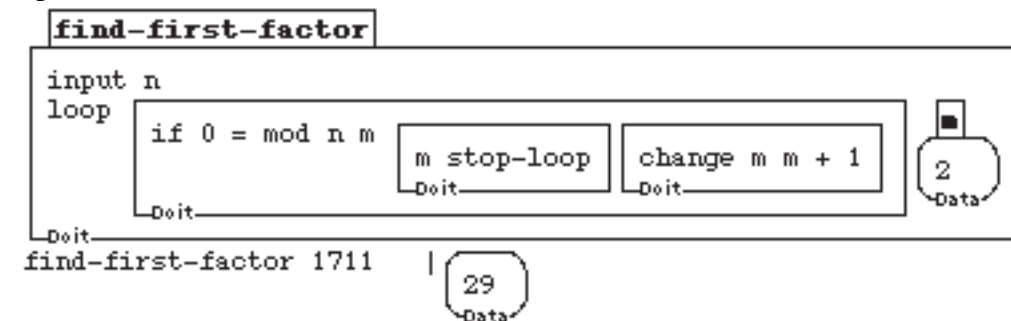 find-first-factor
input n
loop
if 0 = mod n m
m stop-loop
Doit
change m m + 1
Doit
Doit
m
2
Data
Doit
find-first-factor 1711 |
29
Data